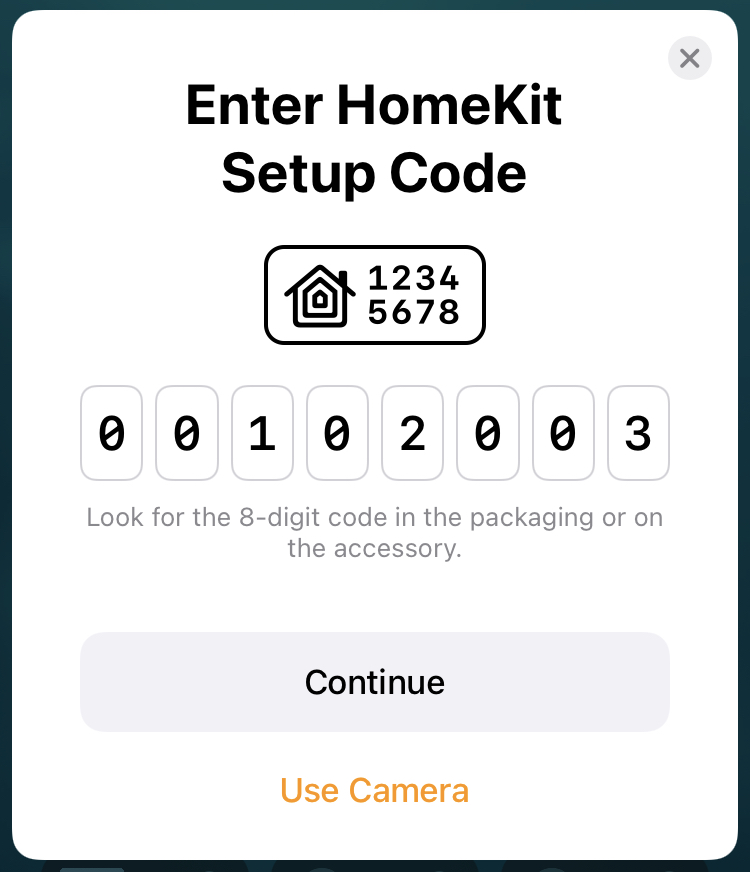 Enter HomeKit
Setup Code
1234
5678
0 0 1 0 2 0 0 3
Look for the 8-digit code in the packaging or on
the accessory.
Continue
Use Camera